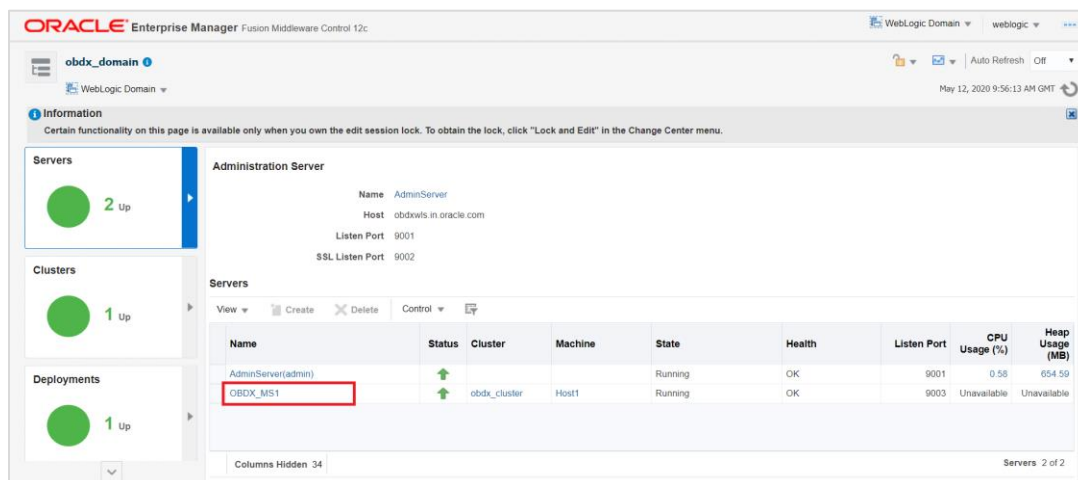 ORACLE Enterprise Manager Fusion Middleware Control 12c
WebLogic Domain weblogic
obdx_domain
Auto Refresh Off
WebLogic Domain
May 12, 2020 9:56:13 AM GMT
Information
Certain functionality on this page is available only when you own the edit session lock. To obtain the lock, click "Lock and Edit" in the Change Center menu.
Servers
2 Up
Clusters
1 Up
Deployments
1 Up
Administration Server
Name AdminServer
Host obdxwls.in.oracle.com
Listen Port 9001
SSL Listen Port 9002
Servers
View Create Delete Control
Name Status Cluster Machine State Health Listen Port CPU Usage (%) Heap Usage (MB)
AdminServer(admin) Running OK 9001 0.58 654.59
OBDX_MS1 obdx_cluster Host1 Running OK 9003 Unavailable Unavailable
Columns Hidden 34 Servers 2 of 2